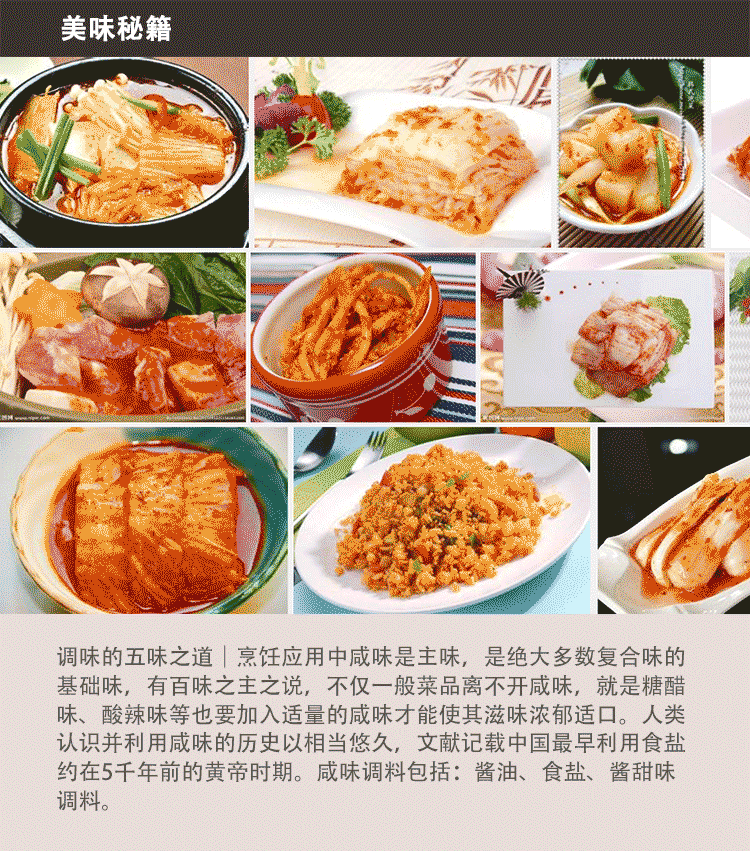 美味秘籍
调味的五味之道｜烹饪应用中咸味是主味，是绝大多数复合味的
基础味，有百味之主之说，不仅一般菜品离不开咸味，就是糖醋
味、酸辣味等也要加入适量的咸味才能使其滋味浓郁适口。人类
认识并利用咸味的历史以相当悠久，文献记载中国最早利用食盐
约在5千年前的黄帝时期。咸味调料包括：酱油、食盐、酱甜味
调料。